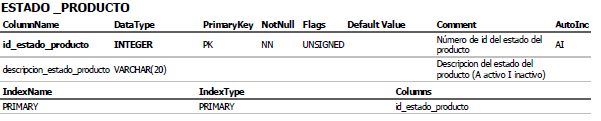 ESTADO _PRODUCTO
ColumnName DataType PrimaryKey NotNull Flags Default Value Comment AutoInc
id_estado_producto INTEGER PK NN UNSIGNED Número de id del estado del producto AI
descripcion_estado_producto VARCHAR(20) Descripcion del estado del producto (A activo I inactivo)
IndexName IndexType Columns
PRIMARY PRIMARY id_estado_producto